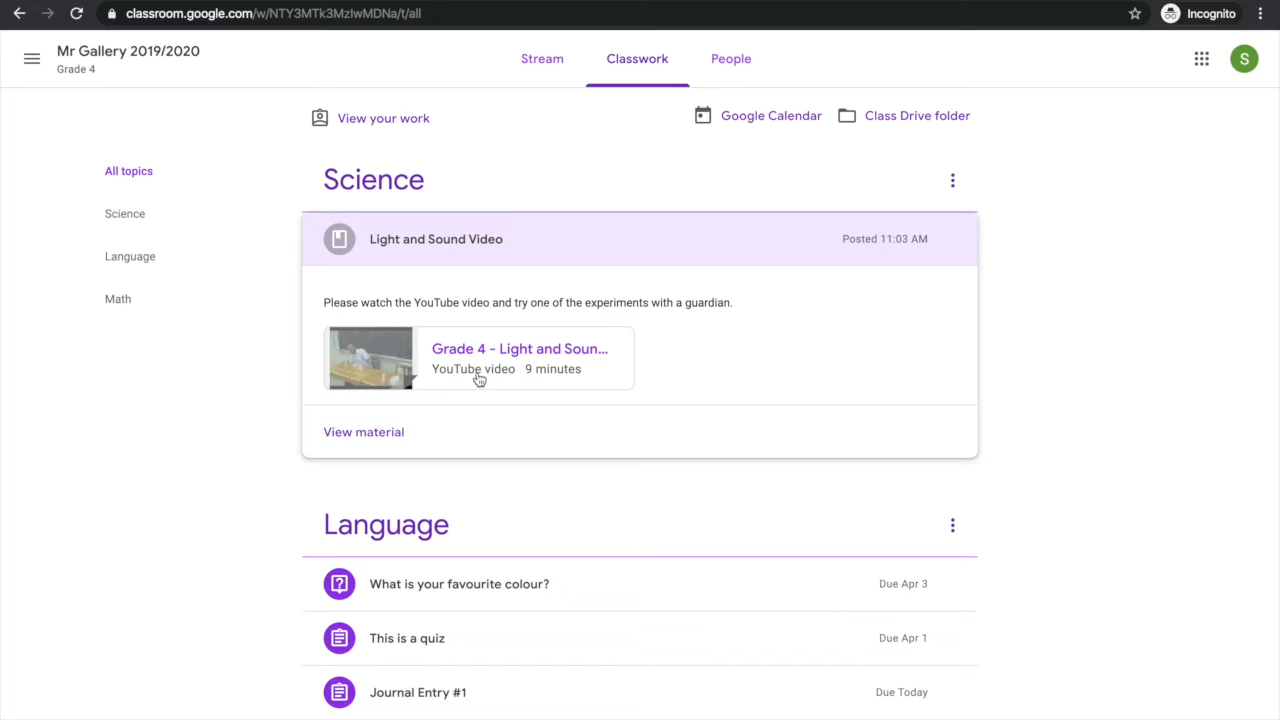 classroom.google.com/w/NTY3MTk3MzIwMDNa/t/all
Incognito
Mr Gallery 2019/2020
Grade 4
Stream
Classwork
People
S
View your work
Google Calendar
Class Drive folder
All topics
Science
Language
Math
Science
Light and Sound Video
Posted 11:03 AM
Please watch the YouTube video and try one of the experiments with a guardian.
Grade 4 - Light and Soun...
YouTube video 9 minutes
View material
Language
What is your favourite colour?
Due Apr 3
This is a quiz
Due Apr 1
Journal Entry #1
Due Today